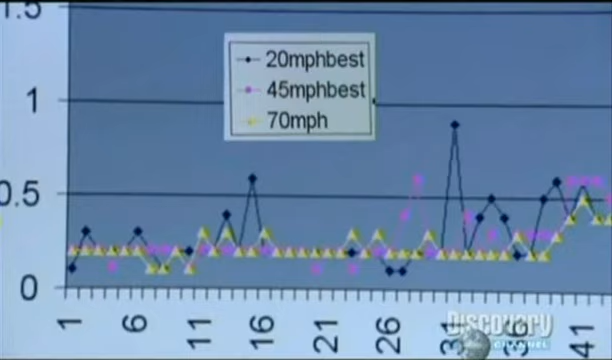 1.5
20mphbest
45mphbest
1
70mph
0.5
0
1 6 11 16 21 26 31 36 41
Discovery
CHANNEL